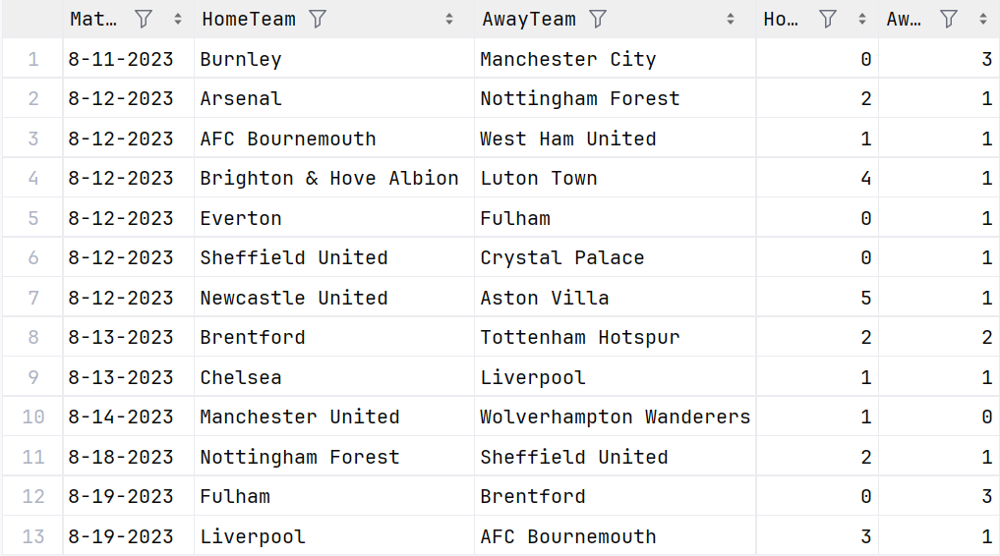 Mat… HomeTeam AwayTeam Ho… Aw…
1 8-11-2023 Burnley Manchester City 0 3
2 8-12-2023 Arsenal Nottingham Forest 2 1
3 8-12-2023 AFC Bournemouth West Ham United 1 1
4 8-12-2023 Brighton & Hove Albion Luton Town 4 1
5 8-12-2023 Everton Fulham 0 1
6 8-12-2023 Sheffield United Crystal Palace 0 1
7 8-12-2023 Newcastle United Aston Villa 5 1
8 8-13-2023 Brentford Tottenham Hotspur 2 2
9 8-13-2023 Chelsea Liverpool 1 1
10 8-14-2023 Manchester United Wolverhampton Wanderers 1 0
11 8-18-2023 Nottingham Forest Sheffield United 2 1
12 8-19-2023 Fulham Brentford 0 3
13 8-19-2023 Liverpool AFC Bournemouth 3 1